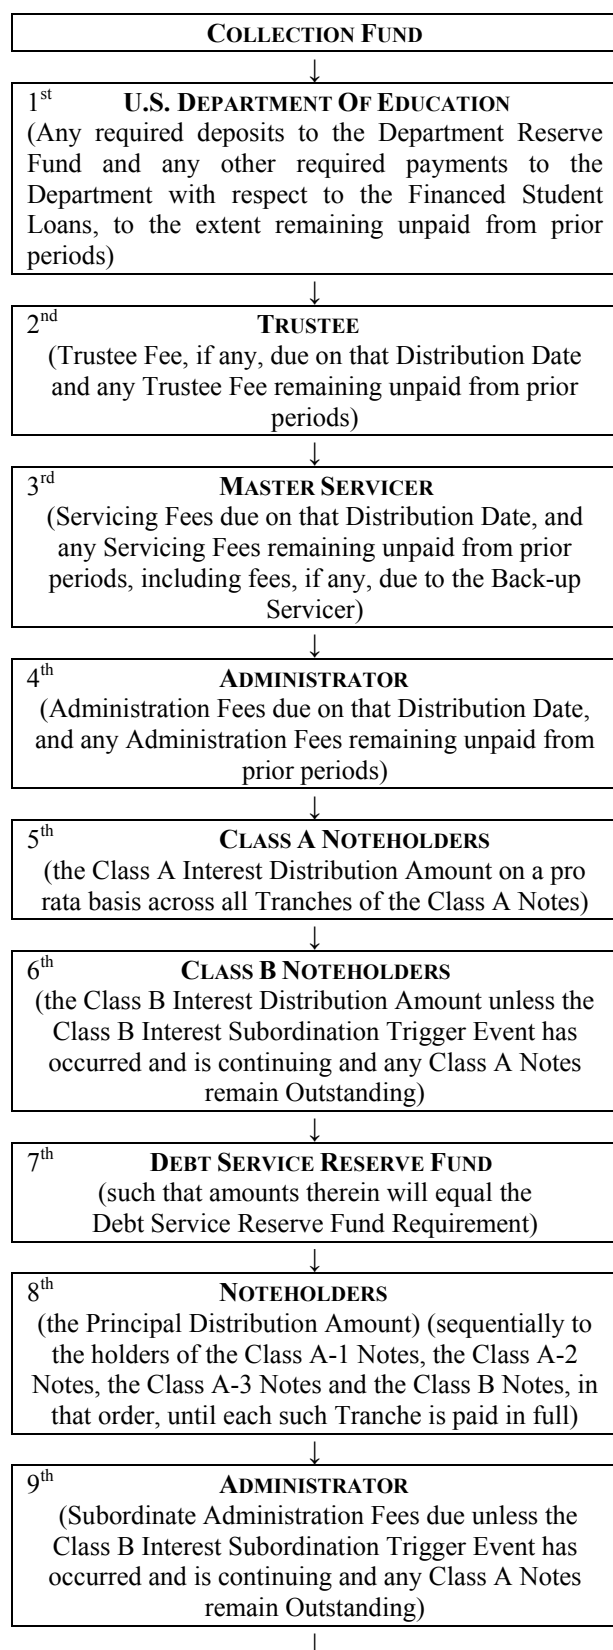 COLLECTION FUND
↓
1st U.S. DEPARTMENT OF EDUCATION
(Any required deposits to the Department Reserve
Fund and any other required payments to the
Department with respect to the Financed Student
Loans, to the extent remaining unpaid from prior
periods)
↓
2nd TRUSTEE
(Trustee Fee, if any, due on that Distribution Date
and any Trustee Fee remaining unpaid from prior
periods)
↓
3rd MASTER SERVICER
(Servicing Fees due on that Distribution Date, and
any Servicing Fees remaining unpaid from prior
periods, including fees, if any, due to the Back-up
Servicer)
↓
4th ADMINISTRATOR
(Administration Fees due on that Distribution Date,
and any Administration Fees remaining unpaid from
prior periods)
↓
5th CLASS A NOTEHOLDERS
(the Class A Interest Distribution Amount on a pro
rata basis across all Tranches of the Class A Notes)
↓
6th CLASS B NOTEHOLDERS
(the Class B Interest Distribution Amount unless the
Class B Interest Subordination Trigger Event has
occurred and is continuing and any Class A Notes
remain Outstanding)
↓
7th DEBT SERVICE RESERVE FUND
(such that amounts therein will equal the
Debt Service Reserve Fund Requirement)
↓
8th NOTEHOLDERS
(the Principal Distribution Amount) (sequentially to
the holders of the Class A-1 Notes, the Class A-2
Notes, the Class A-3 Notes and the Class B Notes, in
that order, until each such Tranche is paid in full)
↓
9th ADMINISTRATOR
(Subordinate Administration Fees due unless the
Class B Interest Subordination Trigger Event has
occurred and is continuing and any Class A Notes
remain Outstanding)
↓